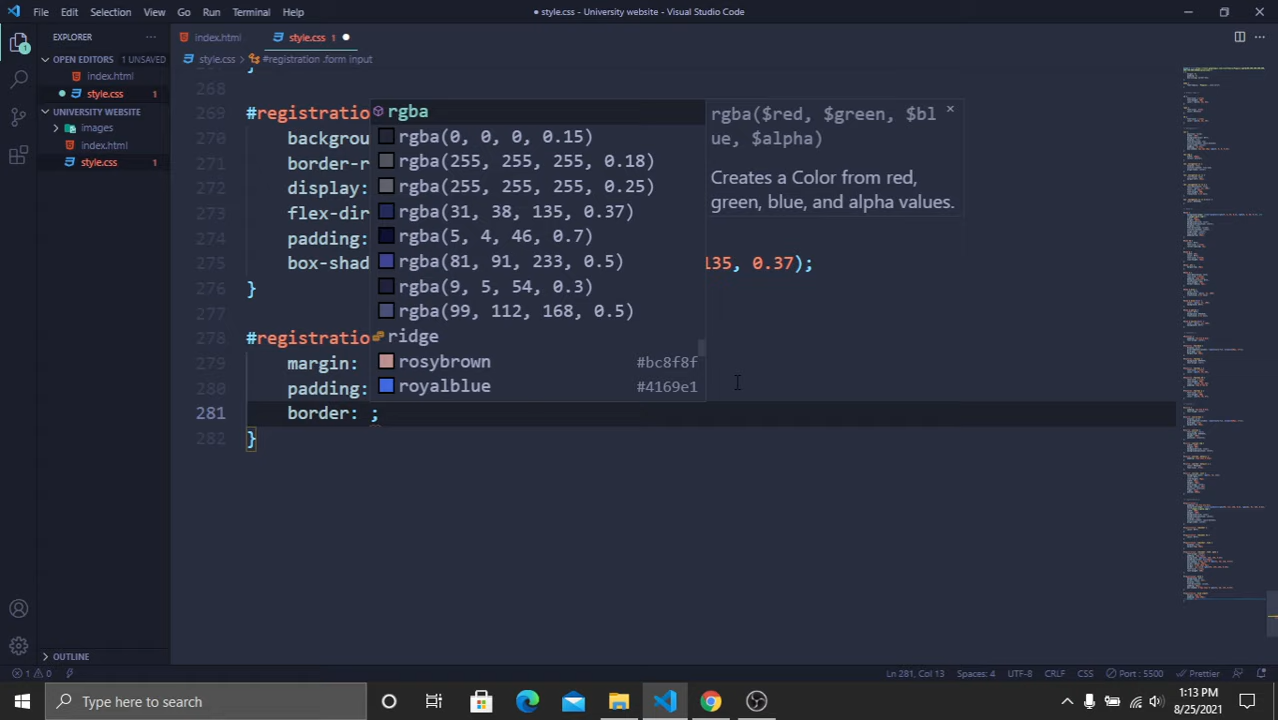 File Edit Selection View Go Run Terminal Help
● style.css - University website - Visual Studio Code
EXPLORER
index.html
style.css 1
OPEN EDITORS 1 UNSAVED
index.html
style.css 1
UNIVERSITY WEBSITE
images
index.html
style.css 1
style.css > #registration .form input
268
269 #registratio
270 backgrou
271 border-r
272 display:
273 flex-dir
274 padding:
275 box-shad 135, 0.37);
276 }
277
278 #registratio
279 margin:
280 padding:
281 border: ;
282 }
rgba
rgba(0, 0, 0, 0.15)
rgba(255, 255, 255, 0.18)
rgba(255, 255, 255, 0.25)
rgba(31, 38, 135, 0.37)
rgba(5, 4, 46, 0.7)
rgba(81, 91, 233, 0.5)
rgba(9, 5, 54, 0.3)
rgba(99, 112, 168, 0.5)
ridge
rosybrown #bc8f8f
royalblue #4169e1
rgba($red, $green, $bl
ue, $alpha)
Creates a Color from red,
green, blue, and alpha values.
OUTLINE
1 0
Ln 281, Col 13 Spaces: 4 UTF-8 CRLF CSS Port : 5500 Prettier
Type here to search
1:13 PM
8/25/2021